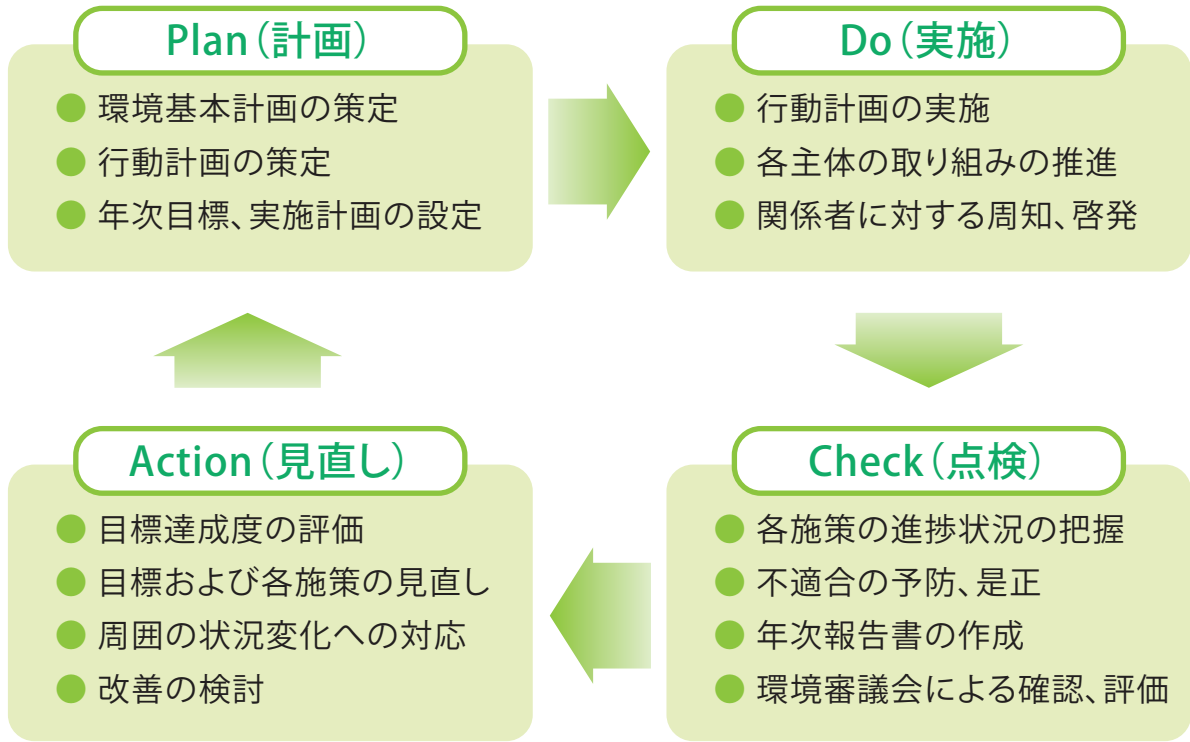 Plan（計画）
● 環境基本計画の策定
● 行動計画の策定
● 年次目標、実施計画の設定
Do（実施）
● 行動計画の実施
● 各主体の取り組みの推進
● 関係者に対する周知、啓発
Action（見直し）
● 目標達成度の評価
● 目標および各施策の見直し
● 周囲の状況変化への対応
● 改善の検討
Check（点検）
● 各施策の進捗状況の把握
● 不適合の予防、是正
● 年次報告書の作成
● 環境審議会による確認、評価